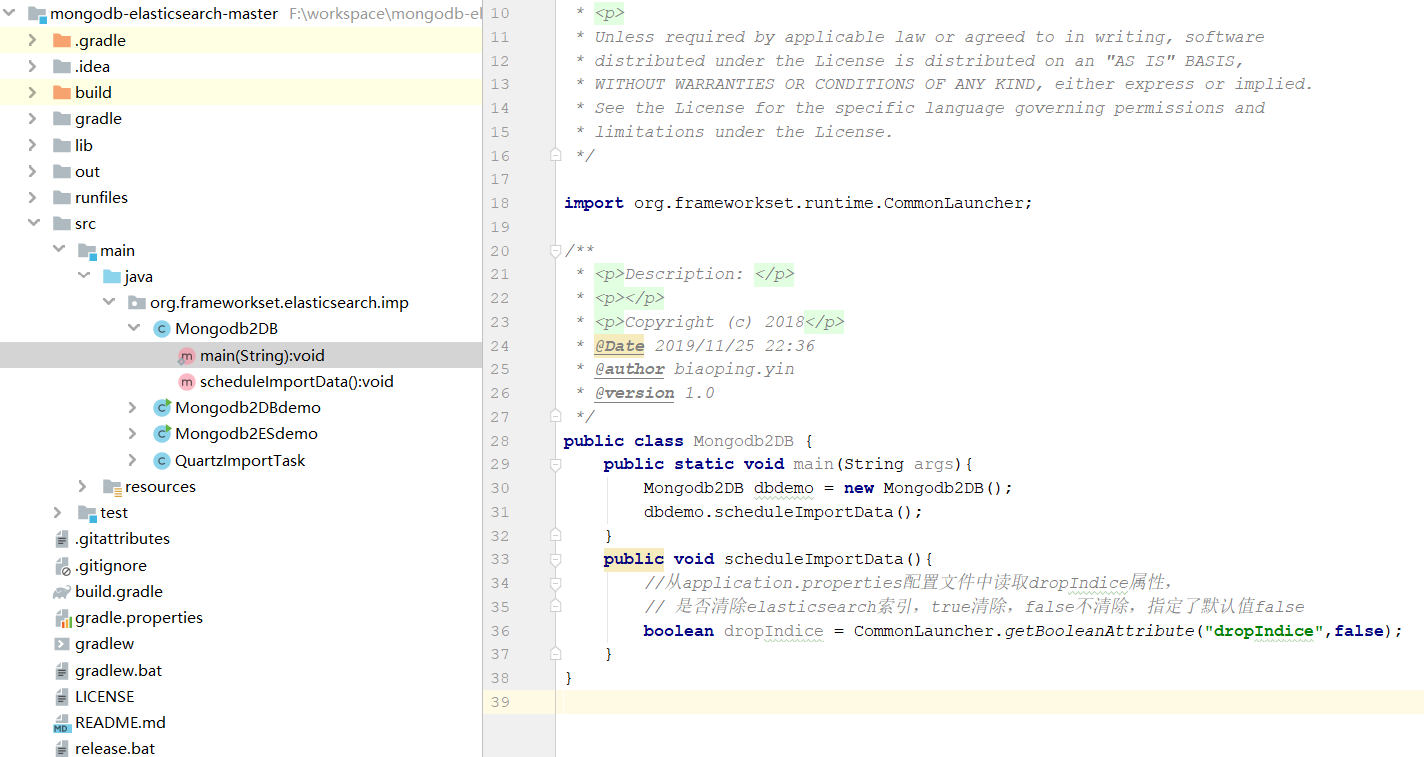 mongodb-elasticsearch-master F:\workspace\mongodb-el
.gradle
.idea
build
gradle
lib
out
runfiles
src
main
java
org.frameworkset.elasticsearch.imp
Mongodb2DB
main(String):void
scheduleImportData():void
Mongodb2DBdemo
Mongodb2ESdemo
QuartzImportTask
resources
test
.gitattributes
.gitignore
build.gradle
gradle.properties
gradlew
gradlew.bat
LICENSE
README.md
release.bat
10 * <p>
11 * Unless required by applicable law or agreed to in writing, software
12 * distributed under the License is distributed on an "AS IS" BASIS,
13 * WITHOUT WARRANTIES OR CONDITIONS OF ANY KIND, either express or implied.
14 * See the License for the specific language governing permissions and
15 * limitations under the License.
16 */
17
18 import org.frameworkset.runtime.CommonLauncher;
19
20 /**
21 * <p>Description: </p>
22 * <p></p>
23 * <p>Copyright (c) 2018</p>
24 * @Date 2019/11/25 22:36
25 * @author biaoping.yin
26 * @version 1.0
27 */
28 public class Mongodb2DB {
29 public static void main(String args){
30 Mongodb2DB dbdemo = new Mongodb2DB();
31 dbdemo.scheduleImportData();
32 }
33 public void scheduleImportData(){
34 //从application.properties配置文件中读取dropIndice属性，
35 // 是否清除elasticsearch索引，true清除，false不清除，指定了默认值false
36 boolean dropIndice = CommonLauncher.getBooleanAttribute("dropIndice",false);
37 }
38 }
39